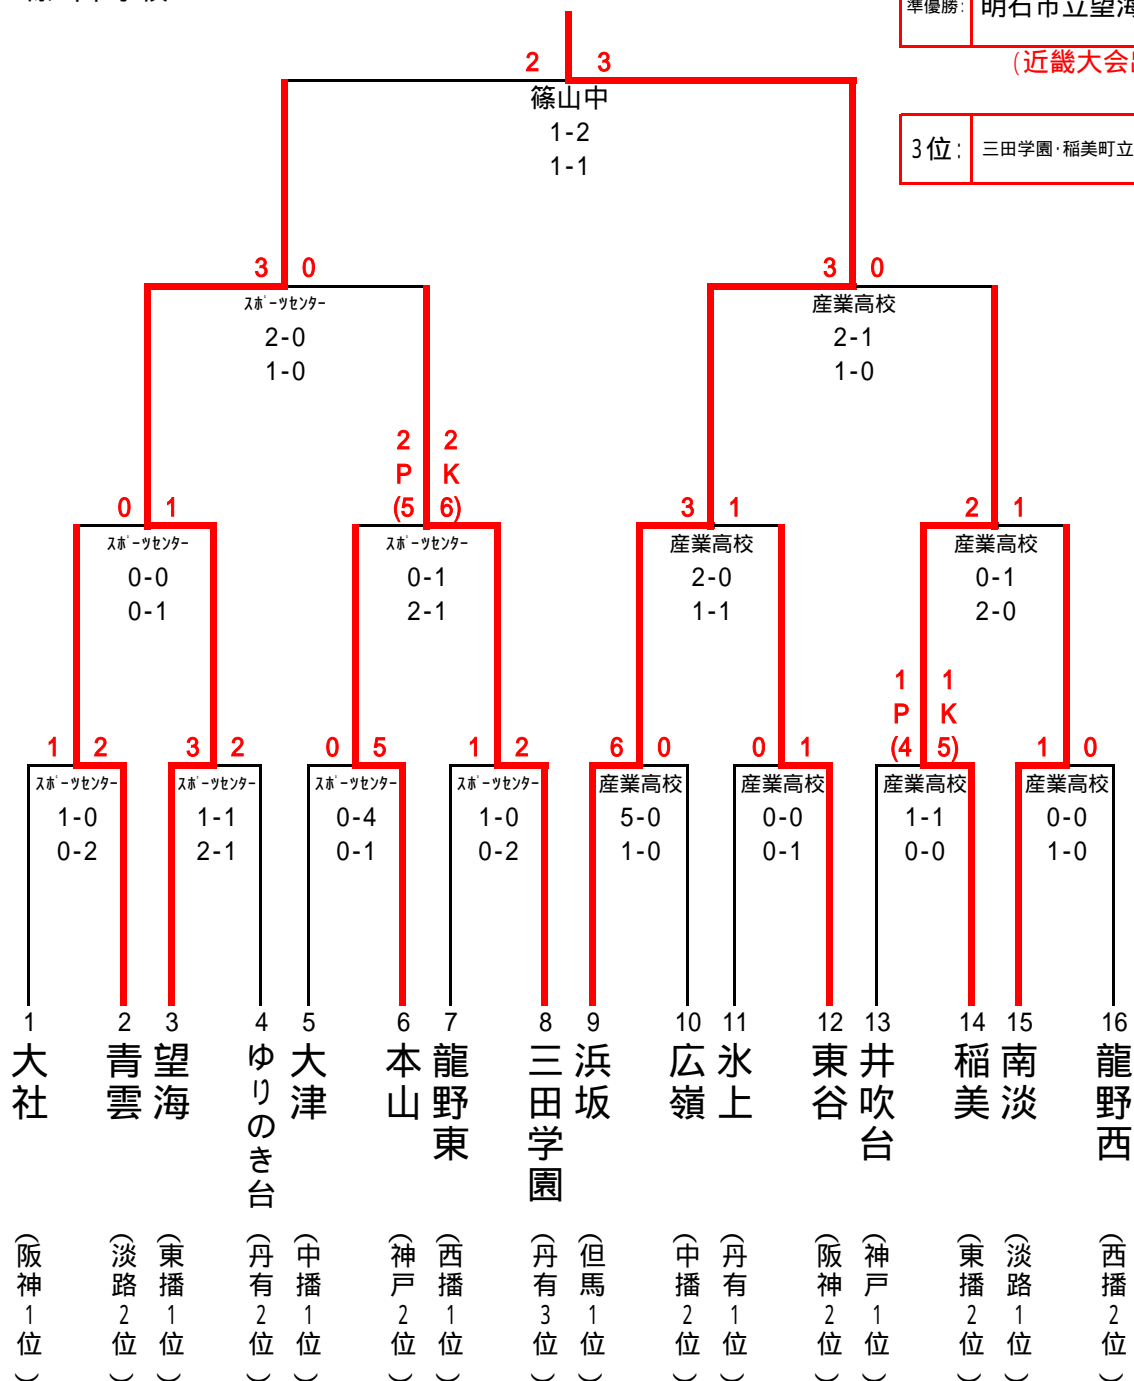 準優勝: 明石市立望海
(近畿大会
3位: 三田学園・稲美町立
2 3
篠山中
1-2
1-1
3 0
スポーツセンター
2-0
1-0
3 0
産業高校
2-1
1-0
0 1
スポーツセンター
0-0
0-1
2 2
P K
(5 6)
スポーツセンター
0-1
2-1
3 1
産業高校
2-0
1-1
2 1
産業高校
0-1
2-0
1 2
スポーツセンター
1-0
0-2
3 2
スポーツセンター
1-1
2-1
0 5
スポーツセンター
0-4
0-1
1 2
スポーツセンター
1-0
0-2
6 0
産業高校
5-0
1-0
0 1
産業高校
0-0
0-1
1 1
P K
(4 5)
産業高校
1-1
0-0
1 0
産業高校
0-0
1-0
1 2 3 4 5 6 7 8 9 10 11 12 13 14 15 16
大社
青雲
望海
ゆりのき台
大津
本山
龍野東
三田学園
浜坂
広嶺
氷上
東谷
井吹台
稲美
南淡
龍野西
(阪神1位)
(淡路2位)
(東播1位)
(丹有2位)
(中播1位)
(神戸2位)
(西播1位)
(丹有3位)
(但馬1位)
(中播2位)
(丹有1位)
(阪神2位)
(神戸1位)
(東播2位)
(淡路1位)
(西播2位)